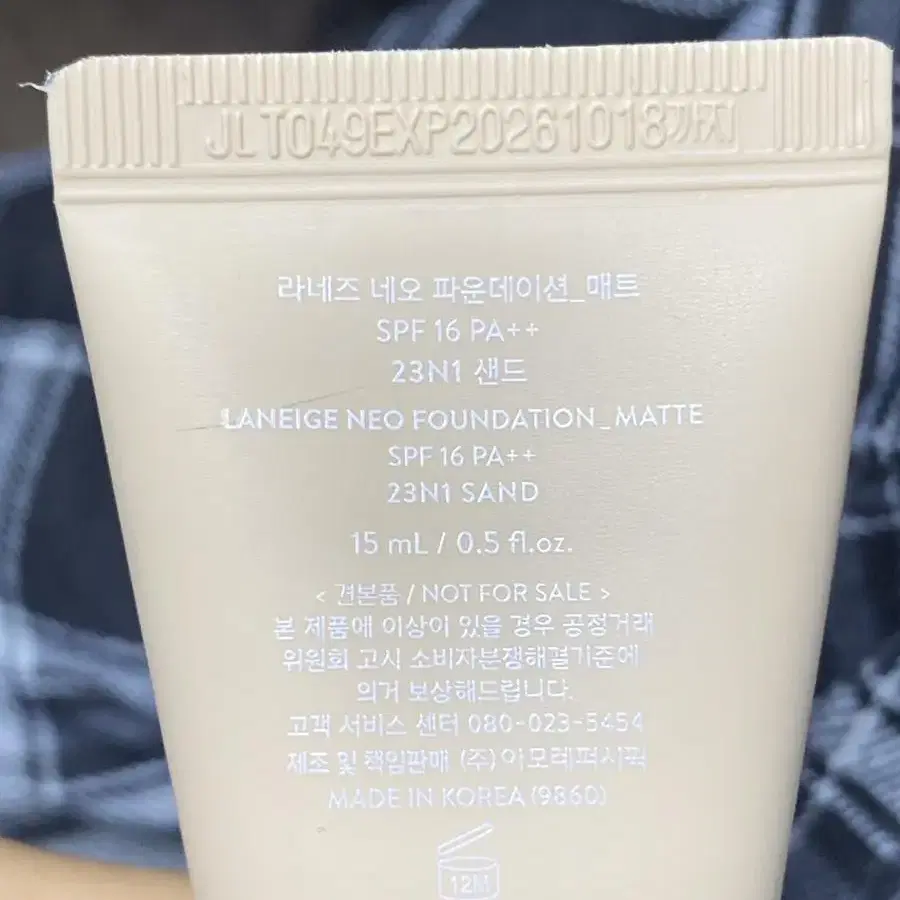 JLT049EXP20261018까지
라네즈 네오 파운데이션_매트
SPF 16 PA++
23N1 샌드
LANEIGE NEO FOUNDATION_MATTE
SPF 16 PA++
23N1 SAND
15 mL / 0.5 fl.oz.
< 견본품 / NOT FOR SALE >
본 제품에 이상이 있을 경우 공정거래
위원회 고시 소비자분쟁해결기준에
의거 보상해드립니다.
고객 서비스 센터 080-023-5454
제조 및 책임판매 (주)아모레퍼시픽
MADE IN KOREA (9860)
12M